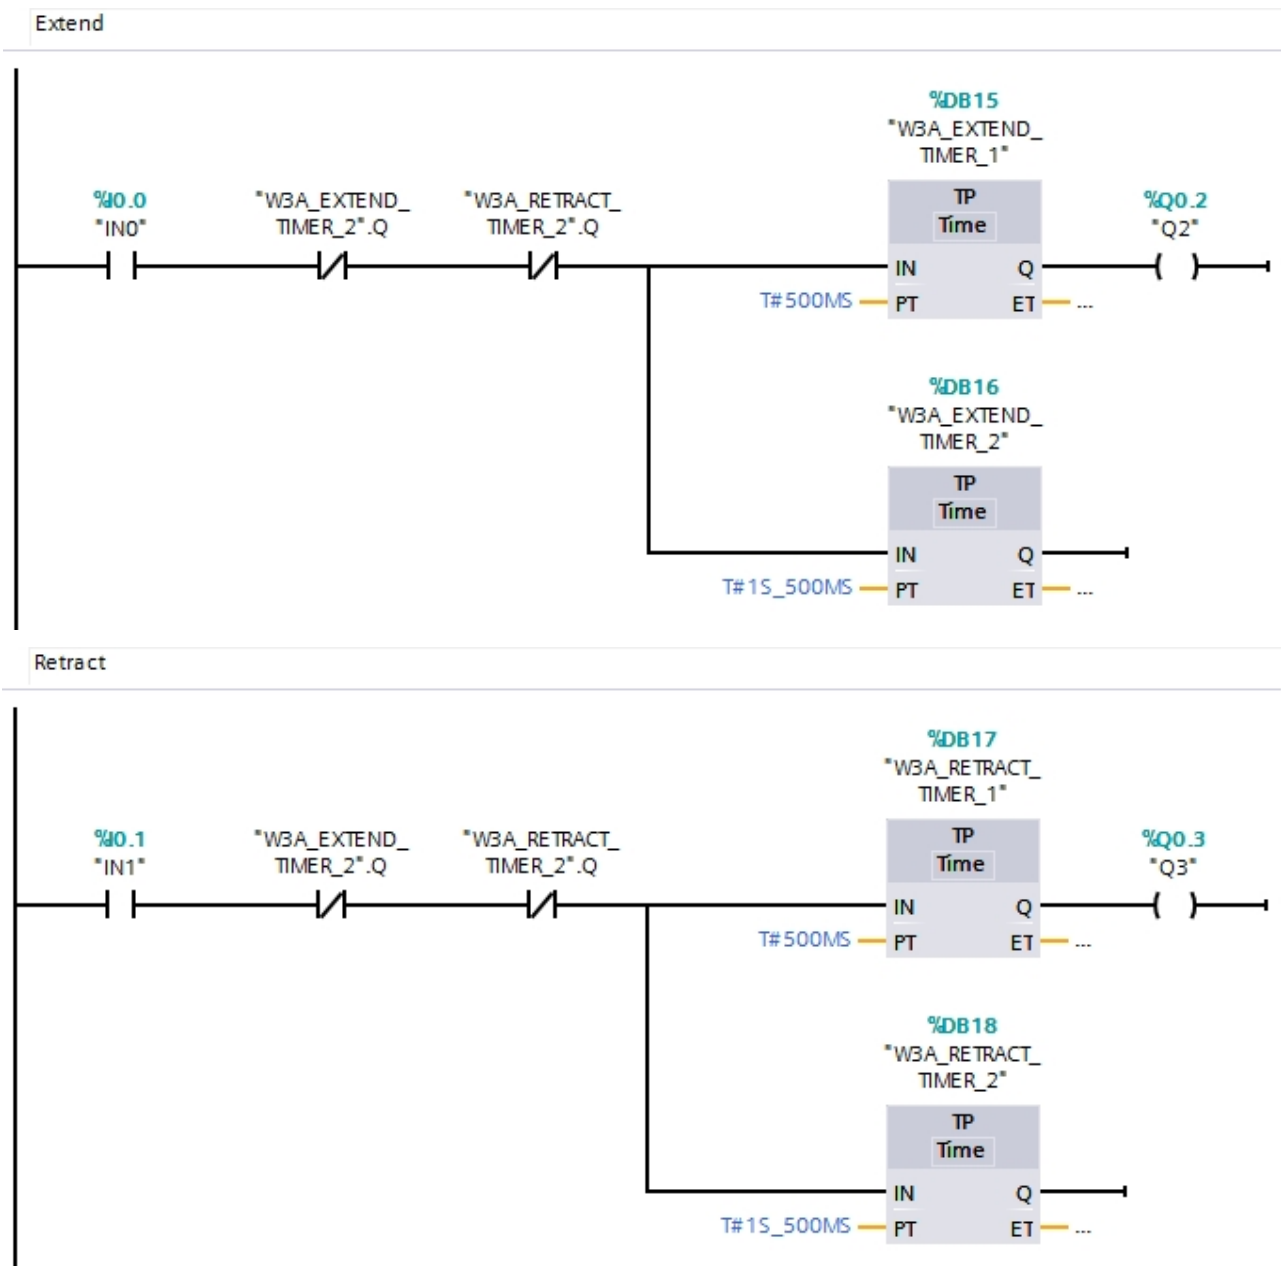 Extend
%DB15
"W3A_EXTEND_
TIMER_1"
%I0.0
"IN0"
"W3A_EXTEND_
TIMER_2".Q
"W3A_RETRACT_
TIMER_2".Q
TP
Time
%Q0.2
"Q2"
IN
Q
T#500MS
PT
ET
...
%DB16
"W3A_EXTEND_
TIMER_2"
TP
Time
IN
Q
T#1S_500MS
PT
ET
...
Retract
%DB17
"W3A_RETRACT_
TIMER_1"
%I0.1
"IN1"
"W3A_EXTEND_
TIMER_2".Q
"W3A_RETRACT_
TIMER_2".Q
TP
Time
%Q0.3
"Q3"
IN
Q
T#500MS
PT
ET
...
%DB18
"W3A_RETRACT_
TIMER_2"
TP
Time
IN
Q
T#1S_500MS
PT
ET
...